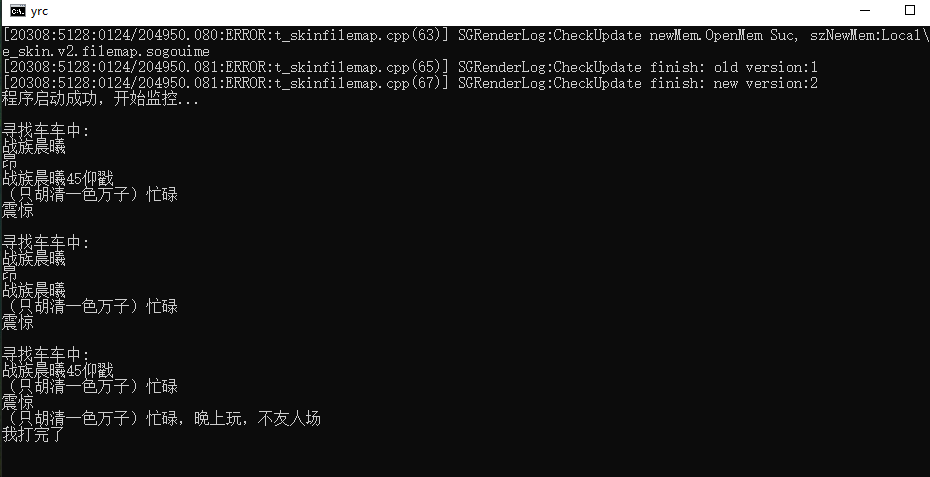 yrc
[20308:5128:0124/204950.080:ERROR:t_skinfilemap.cpp(63)] SGRenderLog:CheckUpdate newMem.OpenMem Suc, szNewMem:Local\
e_skin.v2.filemap.sogouime
[20308:5128:0124/204950.081:ERROR:t_skinfilemap.cpp(65)] SGRenderLog:CheckUpdate finish: old version:1
[20308:5128:0124/204950.081:ERROR:t_skinfilemap.cpp(67)] SGRenderLog:CheckUpdate finish: new version:2
程序启动成功，开始监控...
寻找车车中:
战族晨曦
昂
战族晨曦45仰戳
（只胡清一色万子）忙碌
震惊
寻找车车中:
战族晨曦
昂
战族晨曦
（只胡清一色万子）忙碌
震惊
寻找车车中:
战族晨曦45仰戳
（只胡清一色万子）忙碌
震惊
（只胡清一色万子）忙碌，晚上玩，不友人场
我打完了